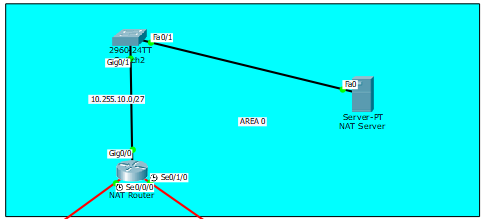 Fa0/1
2960-24TT
Gig0/1
Fa0
10.255.10.0/27
Server-PT
NAT Server
AREA 0
Gig0/0
Se0/1/0
Se0/0/0
NAT Router